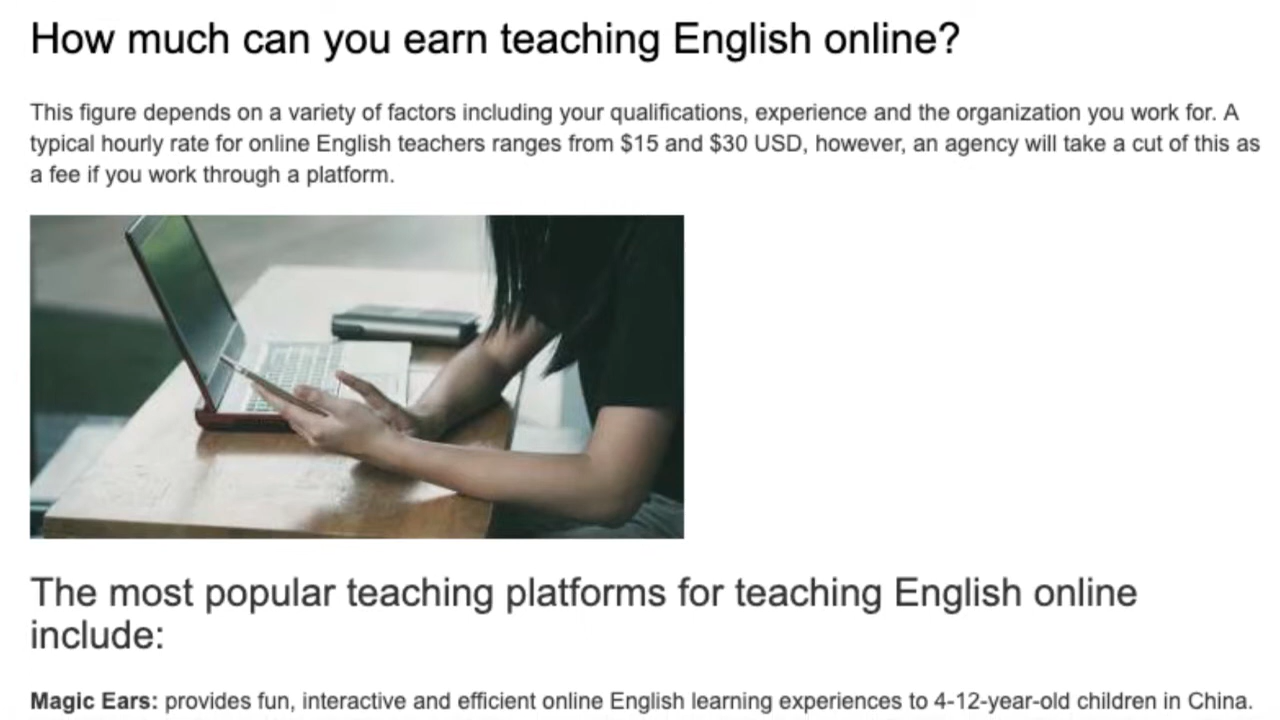 How much can you earn teaching English online?
This figure depends on a variety of factors including your qualifications, experience and the organization you work for. A
typical hourly rate for online English teachers ranges from $15 and $30 USD, however, an agency will take a cut of this as
a fee if you work through a platform.
The most popular teaching platforms for teaching English online
include:
Magic Ears: provides fun, interactive and efficient online English learning experiences to 4-12-year-old children in China.